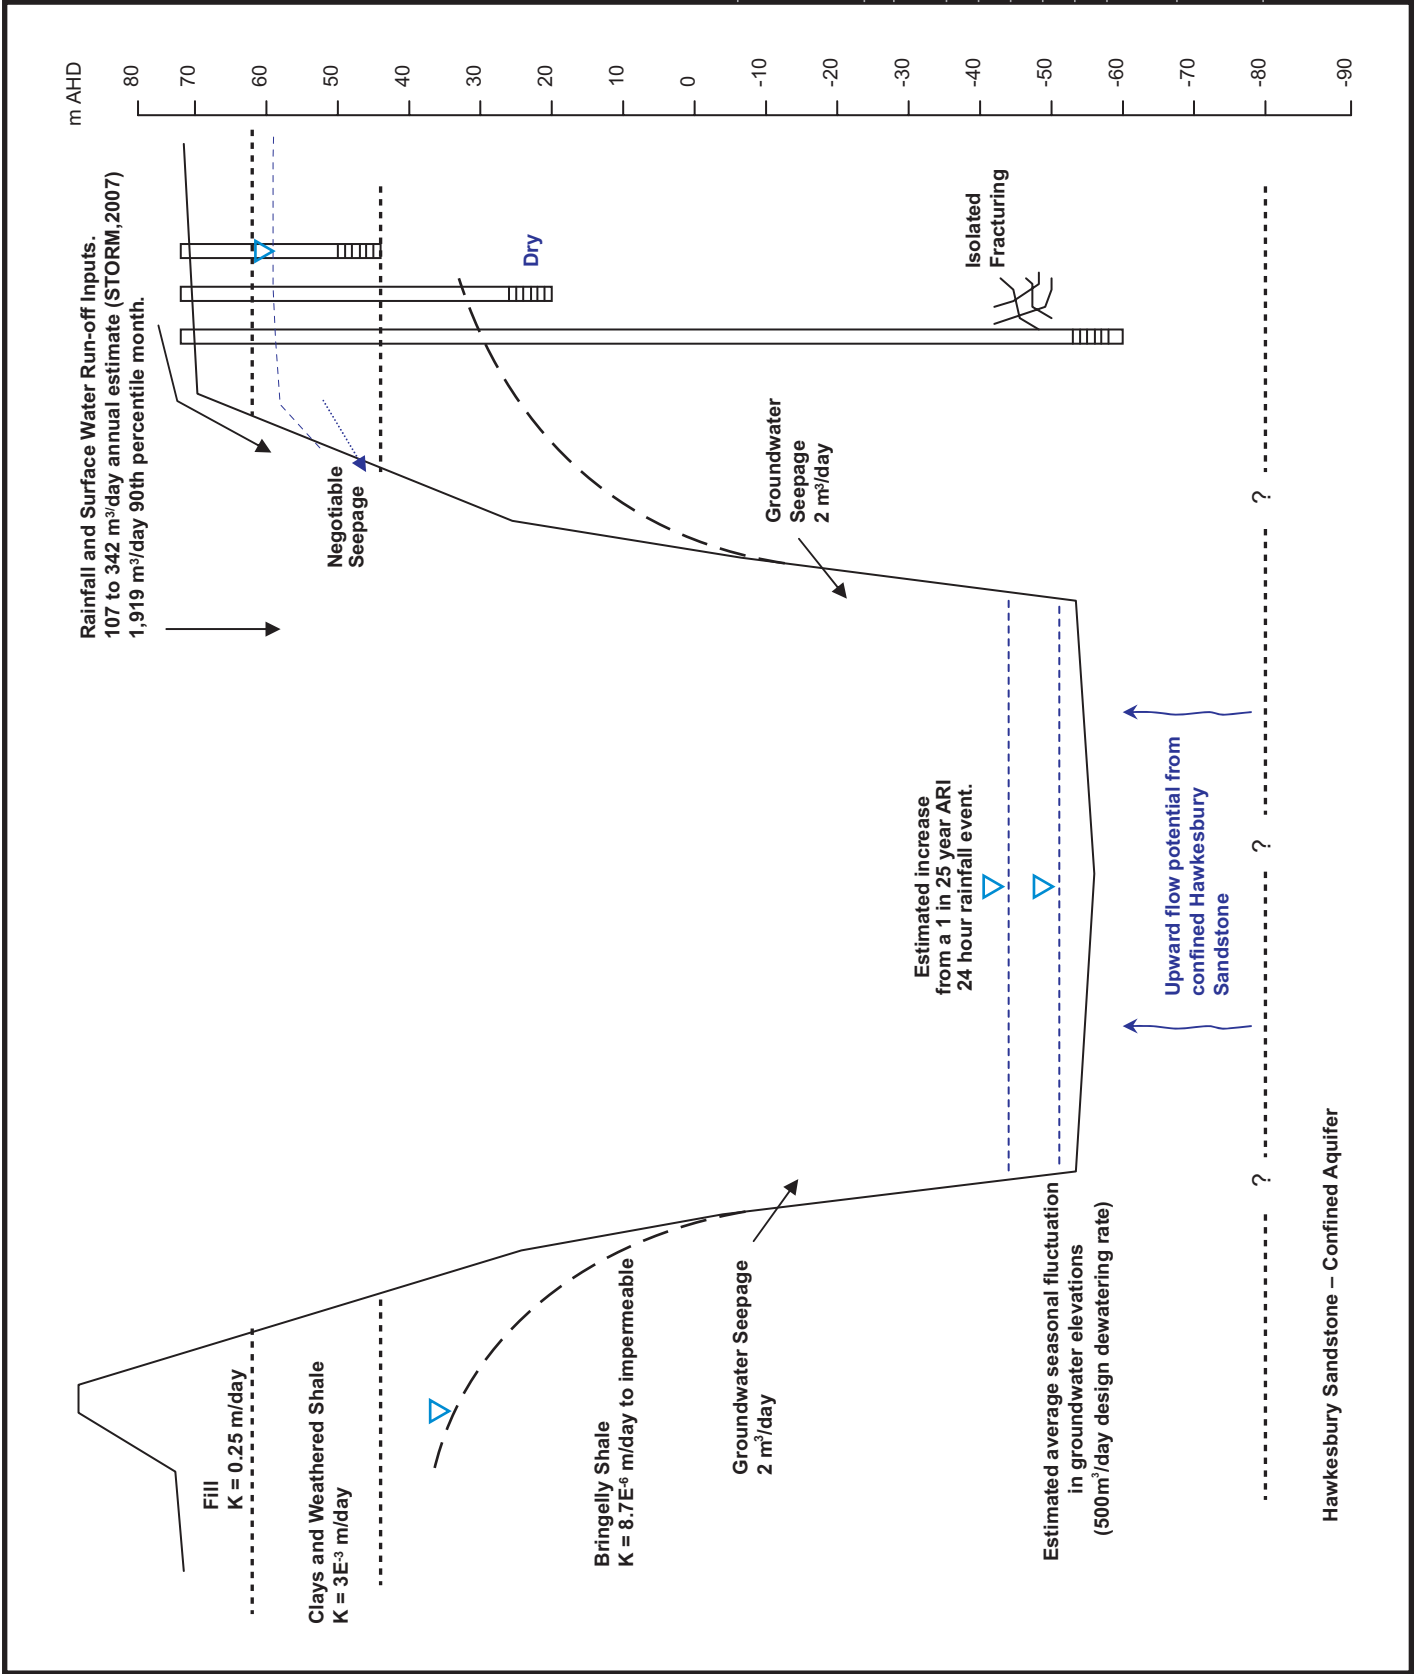 m AHD
80
70
60
50
40
30
20
10
0
-10
-20
-30
-40
-50
-60
-70
-80
-90
Rainfall and Surface Water Run-off Inputs.
107 to 342 m³/day annual estimate (STORM,2007)
1,919 m³/day 90th percentile month.
Fill
K = 0.25 m/day
Clays and Weathered Shale
K = 3E⁻³ m/day
Negotiable
Seepage
Dry
Bringelly Shale
K = 8.7E⁻⁶ m/day to impermeable
Groundwater Seepage
2 m³/day
Groundwater
Seepage
2 m³/day
Isolated
Fracturing
Estimated increase
from a 1 in 25 year ARI
24 hour rainfall event.
Estimated average seasonal fluctuation
in groundwater elevations
(500m³/day design dewatering rate)
Upward flow potential from
confined Hawkesbury
Sandstone
?
?
?
Hawkesbury Sandstone – Confined Aquifer